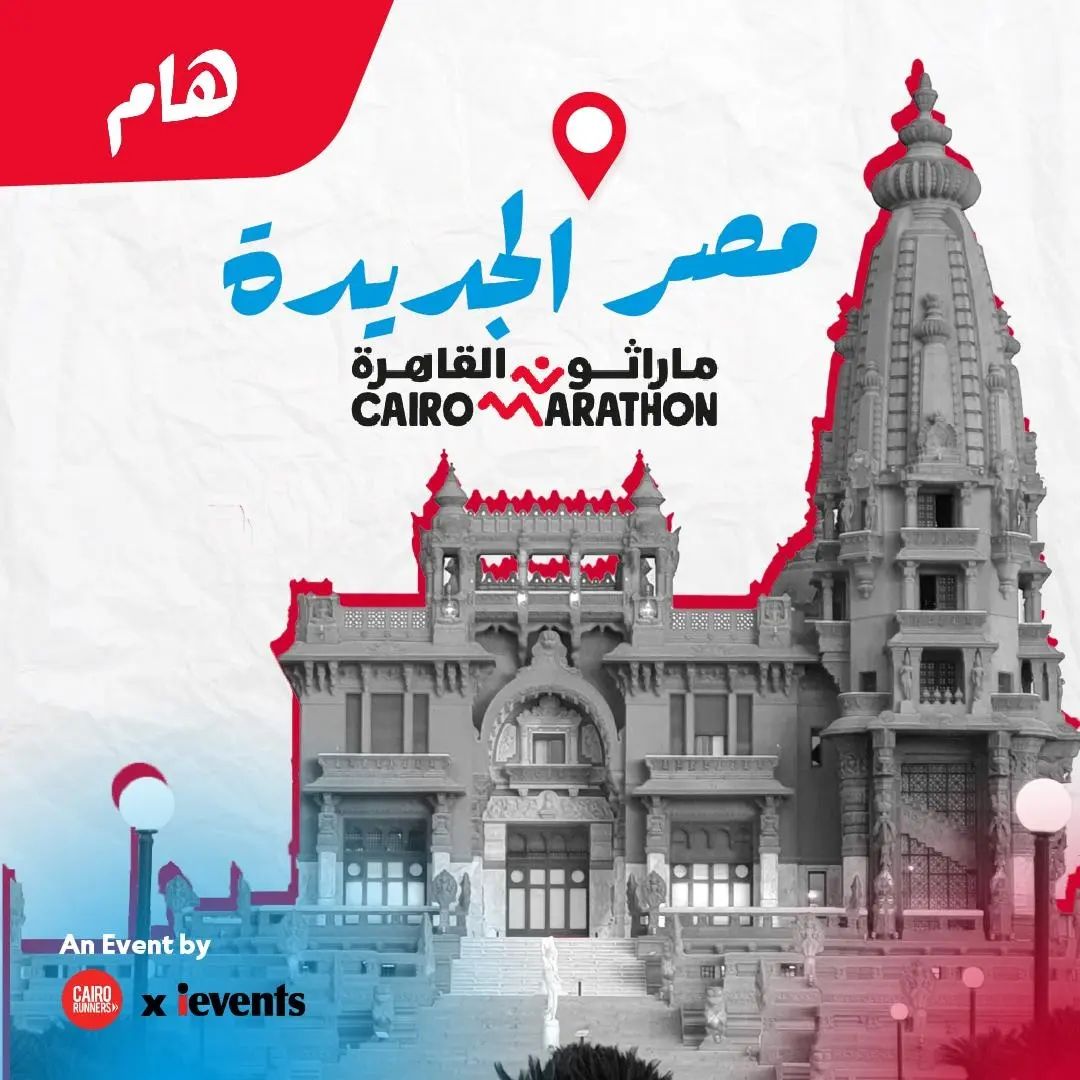 هام
مصر الجديدة
ماراثون القاهرة
CAIRO MARATHON
An Event by
CAIRO
RUNNERS
x ievents